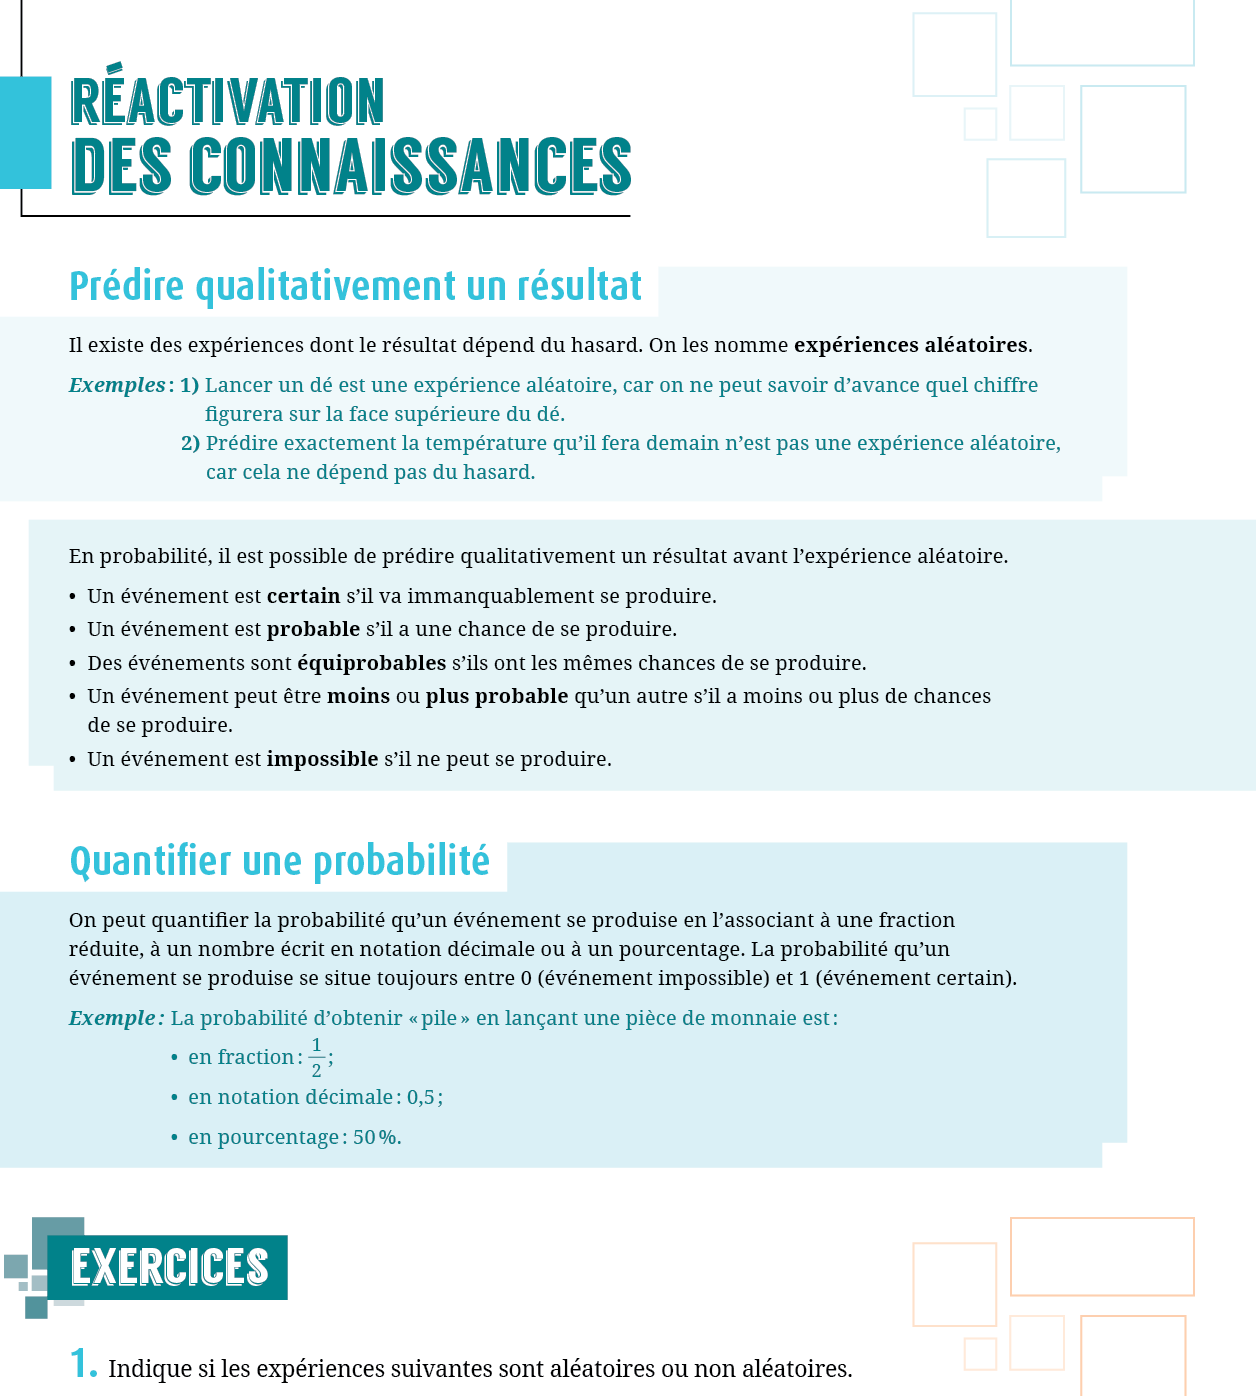 RÉACTIVATION
DES CONNAISSANCES
Prédire qualitativement un résultat
Il existe des expériences dont le résultat dépend du hasard. On les nomme expériences aléatoires.
Exemples : 1) Lancer un dé est une expérience aléatoire, car on ne peut savoir d’avance quel chiffre
figurera sur la face supérieure du dé.
2) Prédire exactement la température qu’il fera demain n’est pas une expérience aléatoire,
car cela ne dépend pas du hasard.
En probabilité, il est possible de prédire qualitativement un résultat avant l’expérience aléatoire.
• Un événement est certain s’il va immanquablement se produire.
• Un événement est probable s’il a une chance de se produire.
• Des événements sont équiprobables s’ils ont les mêmes chances de se produire.
• Un événement peut être moins ou plus probable qu’un autre s’il a moins ou plus de chances
de se produire.
• Un événement est impossible s’il ne peut se produire.
Quantifier une probabilité
On peut quantifier la probabilité qu’un événement se produise en l’associant à une fraction
réduite, à un nombre écrit en notation décimale ou à un pourcentage. La probabilité qu’un
événement se produise se situe toujours entre 0 (événement impossible) et 1 (événement certain).
Exemple : La probabilité d’obtenir « pile » en lançant une pièce de monnaie est :
• en fraction : 1/2 ;
• en notation décimale : 0,5 ;
• en pourcentage : 50 %.
EXERCICES
1. Indique si les expériences suivantes sont aléatoires ou non aléatoires.